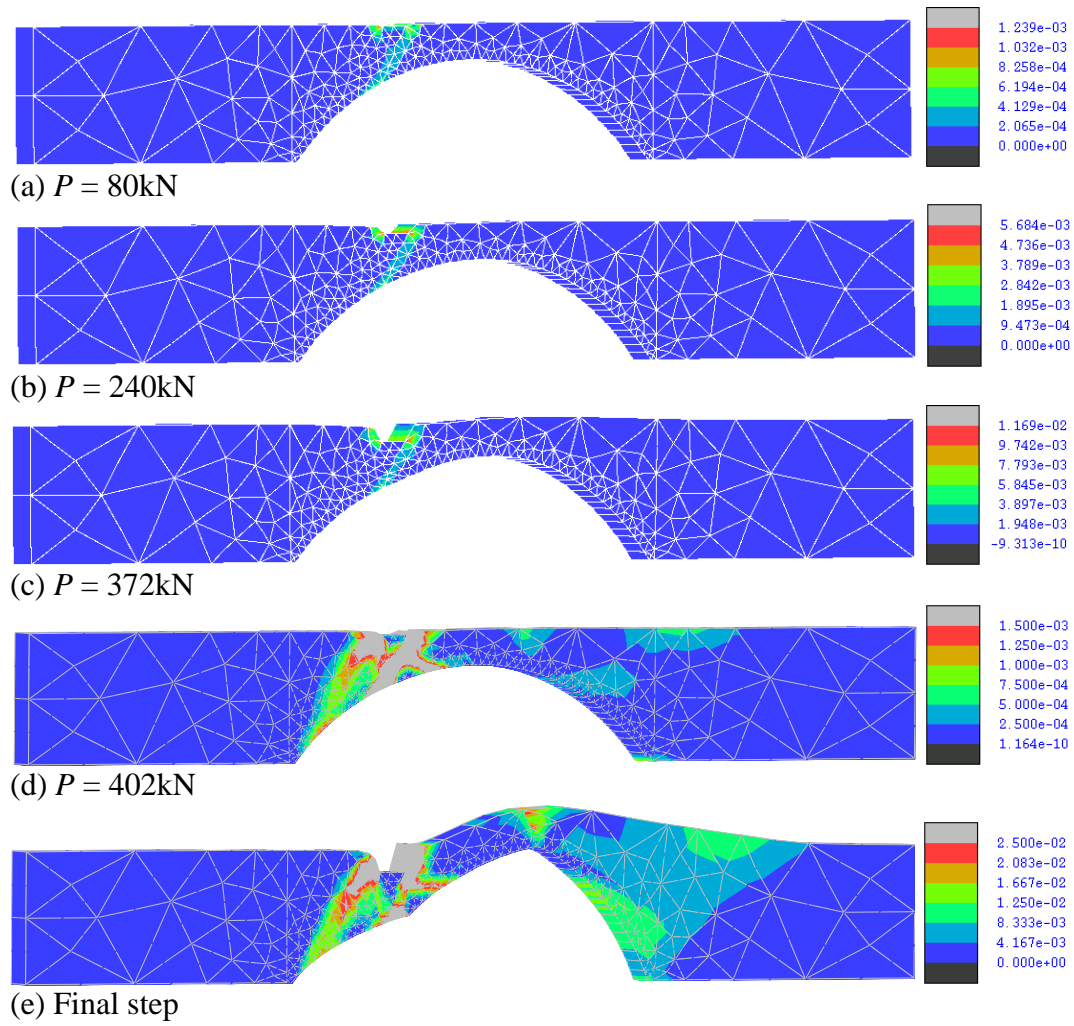 1.239e-03
1.032e-03
8.258e-04
6.194e-04
4.129e-04
2.065e-04
0.000e+00
(a) P = 80kN
5.684e-03
4.736e-03
3.789e-03
2.842e-03
1.895e-03
9.473e-04
0.000e+00
(b) P = 240kN
1.169e-02
9.742e-03
7.793e-03
5.845e-03
3.897e-03
1.948e-03
-9.313e-10
(c) P = 372kN
1.500e-03
1.250e-03
1.000e-03
7.500e-04
5.000e-04
2.500e-04
1.164e-10
(d) P = 402kN
2.500e-02
2.083e-02
1.667e-02
1.250e-02
8.333e-03
4.167e-03
0.000e+00
(e) Final step